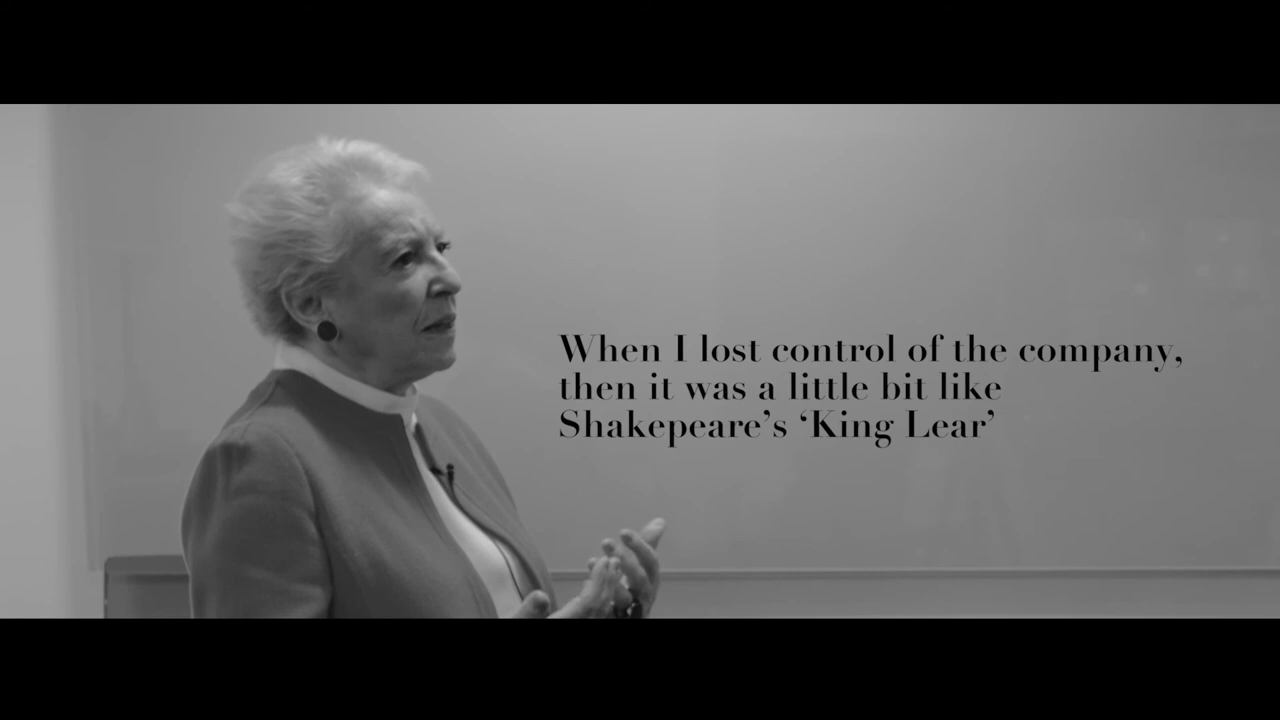 When I lost control of the company,
then it was a little bit like
Shakepeare’s ‘King Lear’